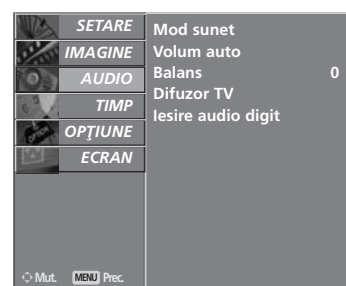 SETARE
IMAGINE
AUDIO
TIMP
OPŢIUNE
ECRAN
Mod sunet
Volum auto
Balans 0
Difuzor TV
Iesire audio digit
Mut. MENU Prec.